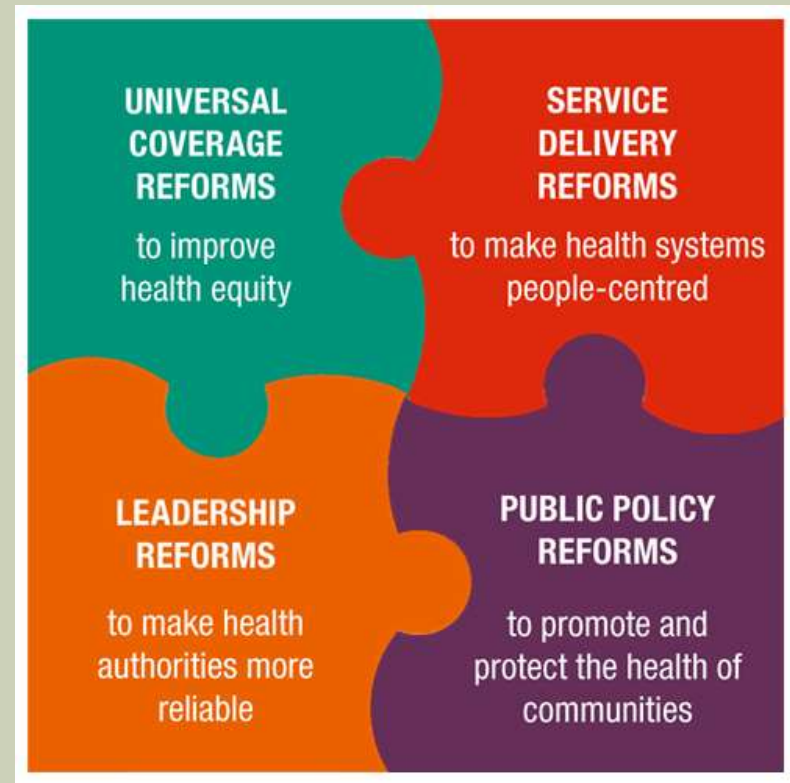 UNIVERSAL
COVERAGE
REFORMS
to improve
health equity
SERVICE
DELIVERY
REFORMS
to make health systems
people-centred
LEADERSHIP
REFORMS
to make health
authorities more
reliable
PUBLIC POLICY
REFORMS
to promote and
protect the health of
communities